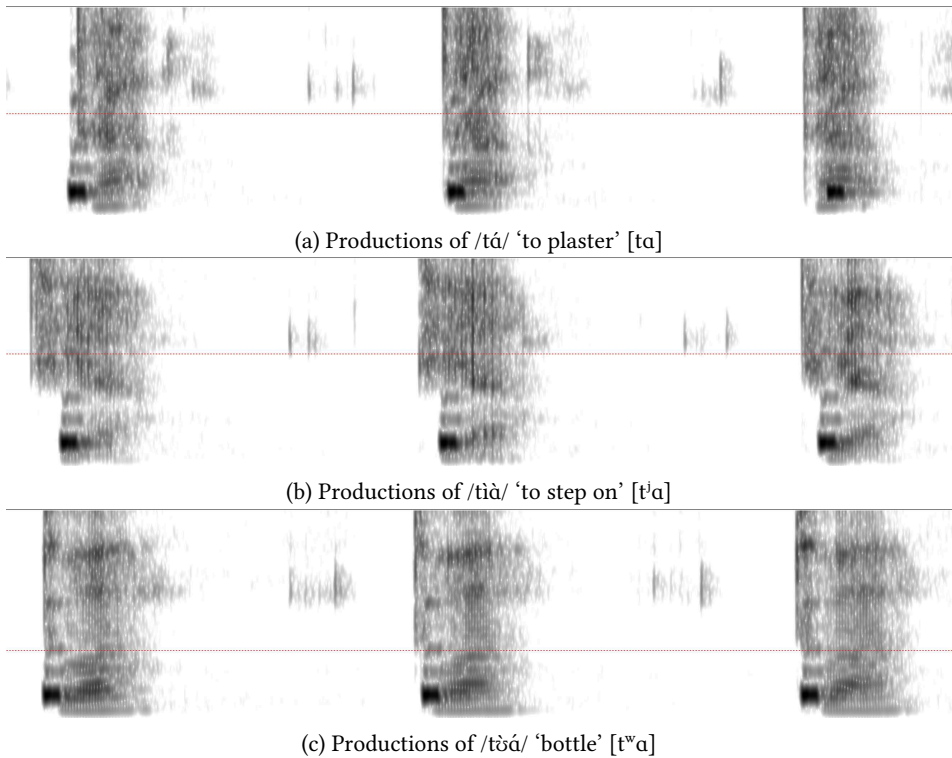 (a) Productions of /tá/ ‘to plaster’ [tɑ]
(b) Productions of /tìà/ ‘to step on’ [tʲɑ]
(c) Productions of /tʊ̀á/ ‘bottle’ [tʷɑ]